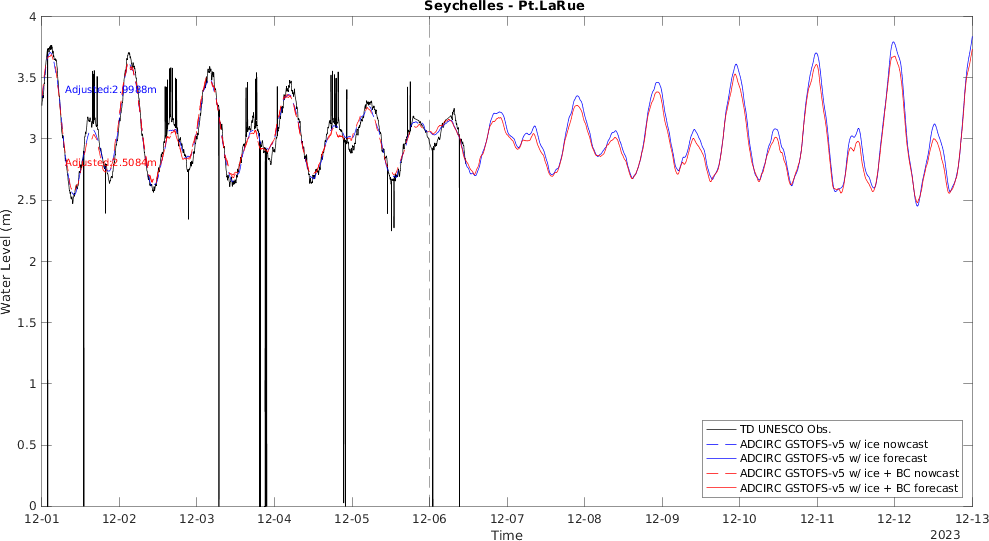 Seychelles - Pt.LaRue
Water Level (m)
4
3.5
3
2.5
2
1.5
1
0.5
0
Adjusted:2.9988m
Adjusted:2.5084m
TD UNESCO Obs.
ADCIRC GSTOFS-v5 w/ ice nowcast
ADCIRC GSTOFS-v5 w/ ice forecast
ADCIRC GSTOFS-v5 w/ ice + BC nowcast
ADCIRC GSTOFS-v5 w/ ice + BC forecast
12-01 12-02 12-03 12-04 12-05 12-06 12-07 12-08 12-09 12-10 12-11 12-12 12-13
Time
2023